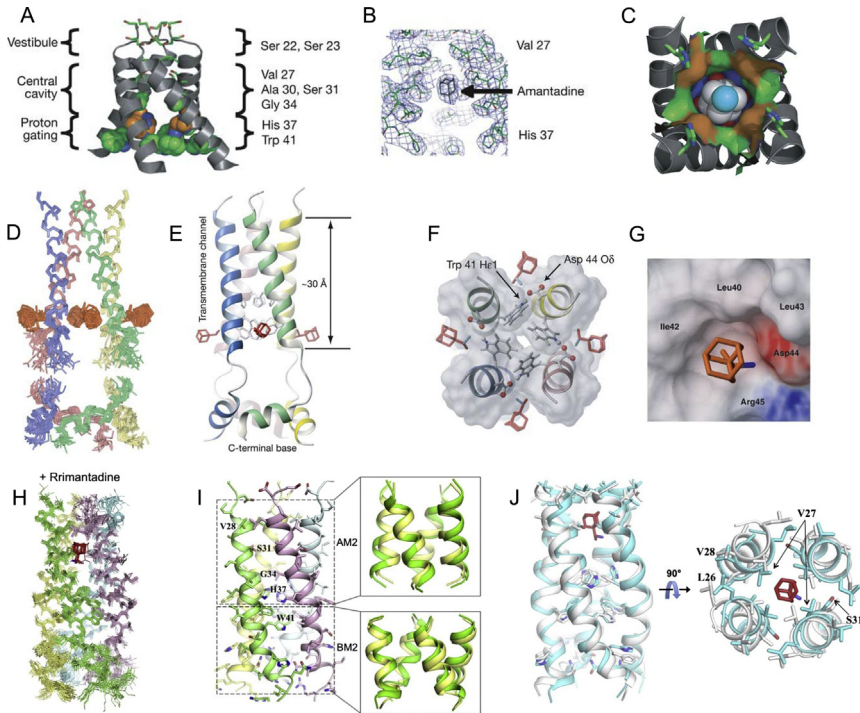 A
Vestibule
Central
cavity
Proton
gating
Ser 22, Ser 23
Val 27
Ala 30, Ser 31
Gly 34
His 37
Trp 41
B
Val 27
Amantadine
His 37
C
D
E
Transmembrane channel
~30 Å
C-terminal base
F
Trp 41 Hε1
Asp 44 Oδ
G
Leu40
Leu43
Ile42
Asp44
Arg45
H
+ Rrimantadine
I
V28
S31
G34
H37
W41
AM2
BM2
J
90°
V27
V28
L26
S31